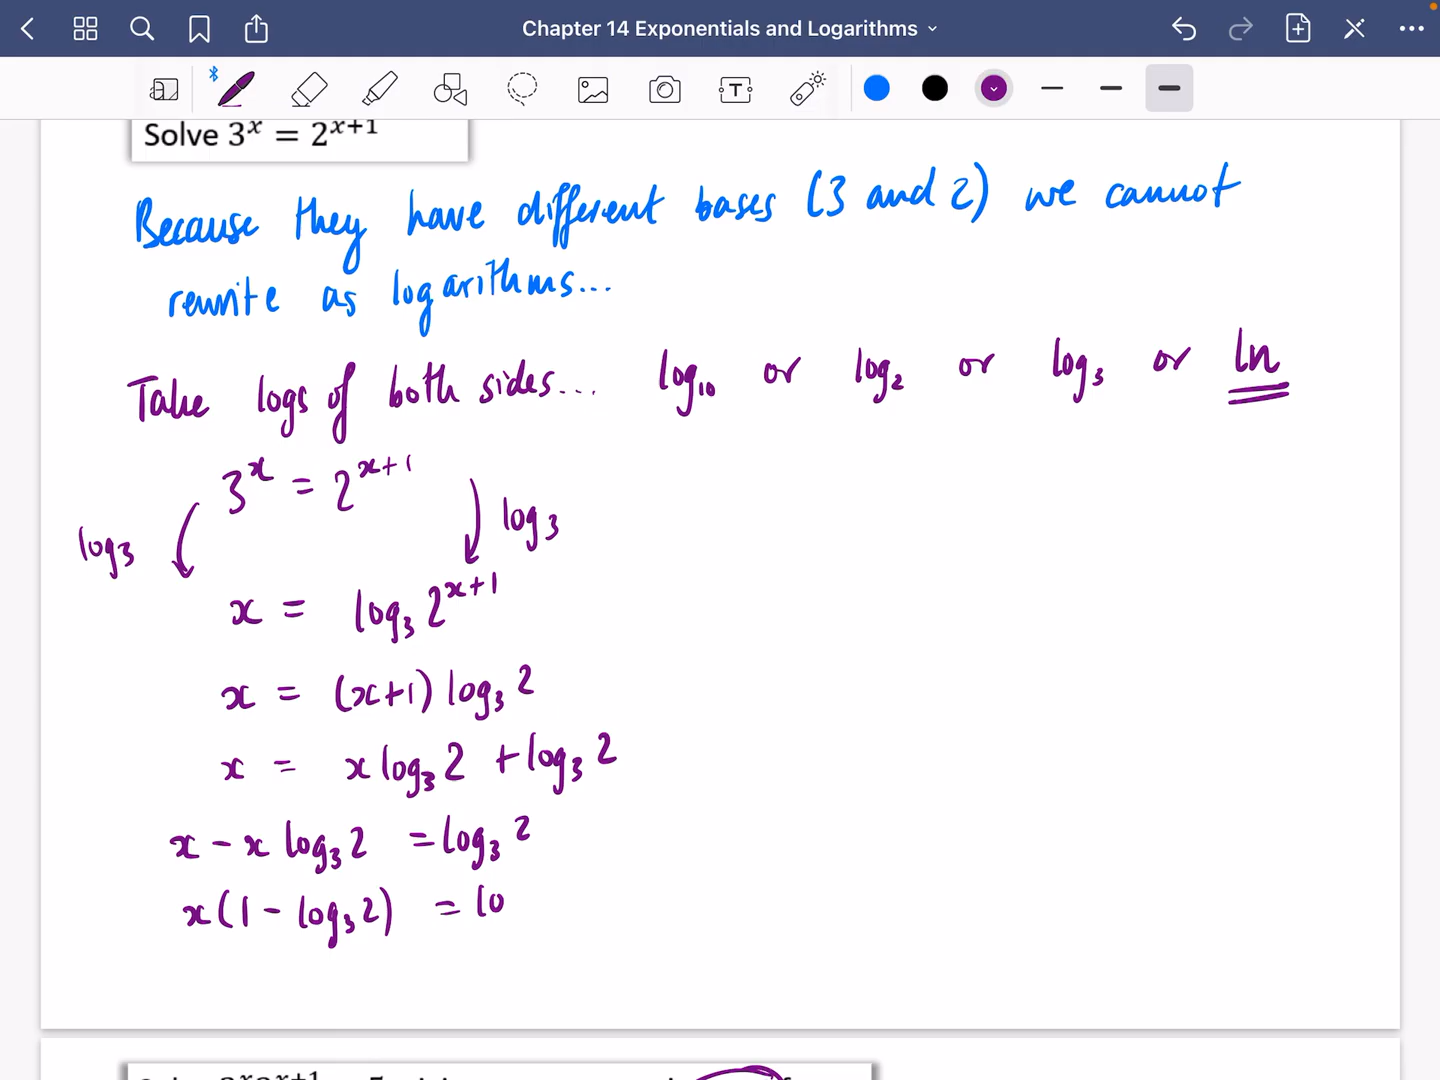 Chapter 14 Exponentials and Logarithms
Solve 3^x = 2^{x+1}
Because they have different bases (3 and 2) we cannot
rewrite as logarithms...
Take logs of both sides... log₁₀ or log₂ or log₃ or ln
3^x = 2^{x+1}
log₃ log₃
x = log₃ 2^{x+1}
x = (x+1) log₃ 2
x = x log₃ 2 + log₃ 2
x - x log₃ 2 = log₃ 2
x(1 - log₃ 2) = lo